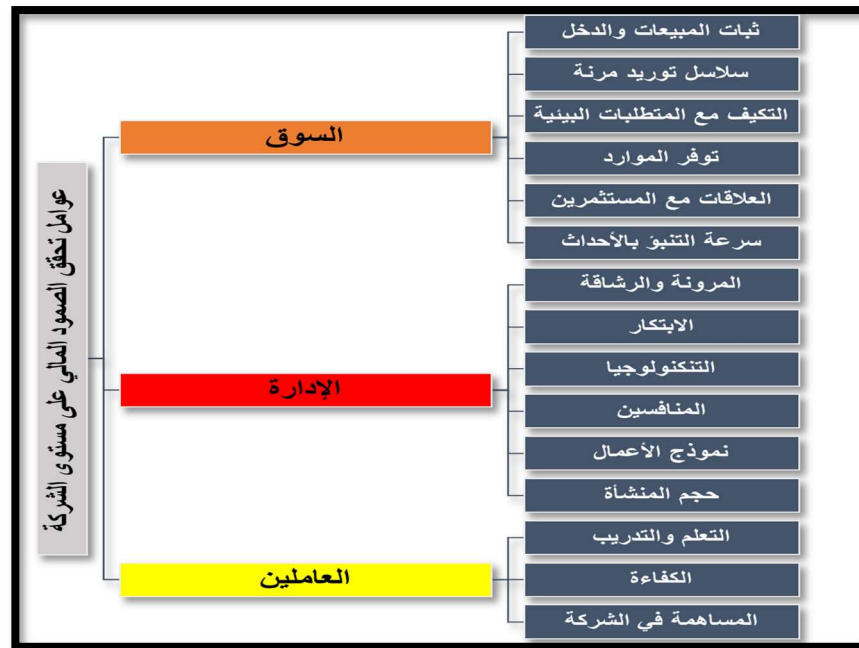 عوامل تحقق الصمود المالي على مستوى الشركة
السوق
ثبات المبيعات والدخل
سلاسل توريد مرنة
التكيف مع المتطلبات البيئية
توفر الموارد
العلاقات مع المستثمرين
سرعة التنبؤ بالأحداث
الإدارة
المرونة والرشاقة
الابتكار
التنكنولوجيا
المنافسين
نموذج الأعمال
حجم المنشأة
العاملين
التعلم والتدريب
الكفاءة
المساهمة في الشركة